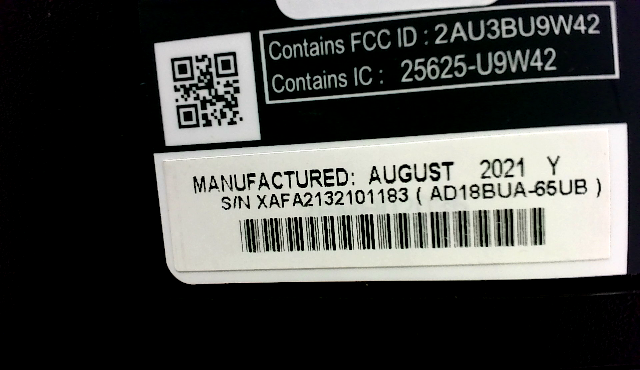 Contains FCC ID : 2AU3BU9W42
Contains IC : 25625-U9W42
MANUFACTURED: AUGUST 2021 Y
S/N XAFA2132101183 ( AD18BUA-65UB )